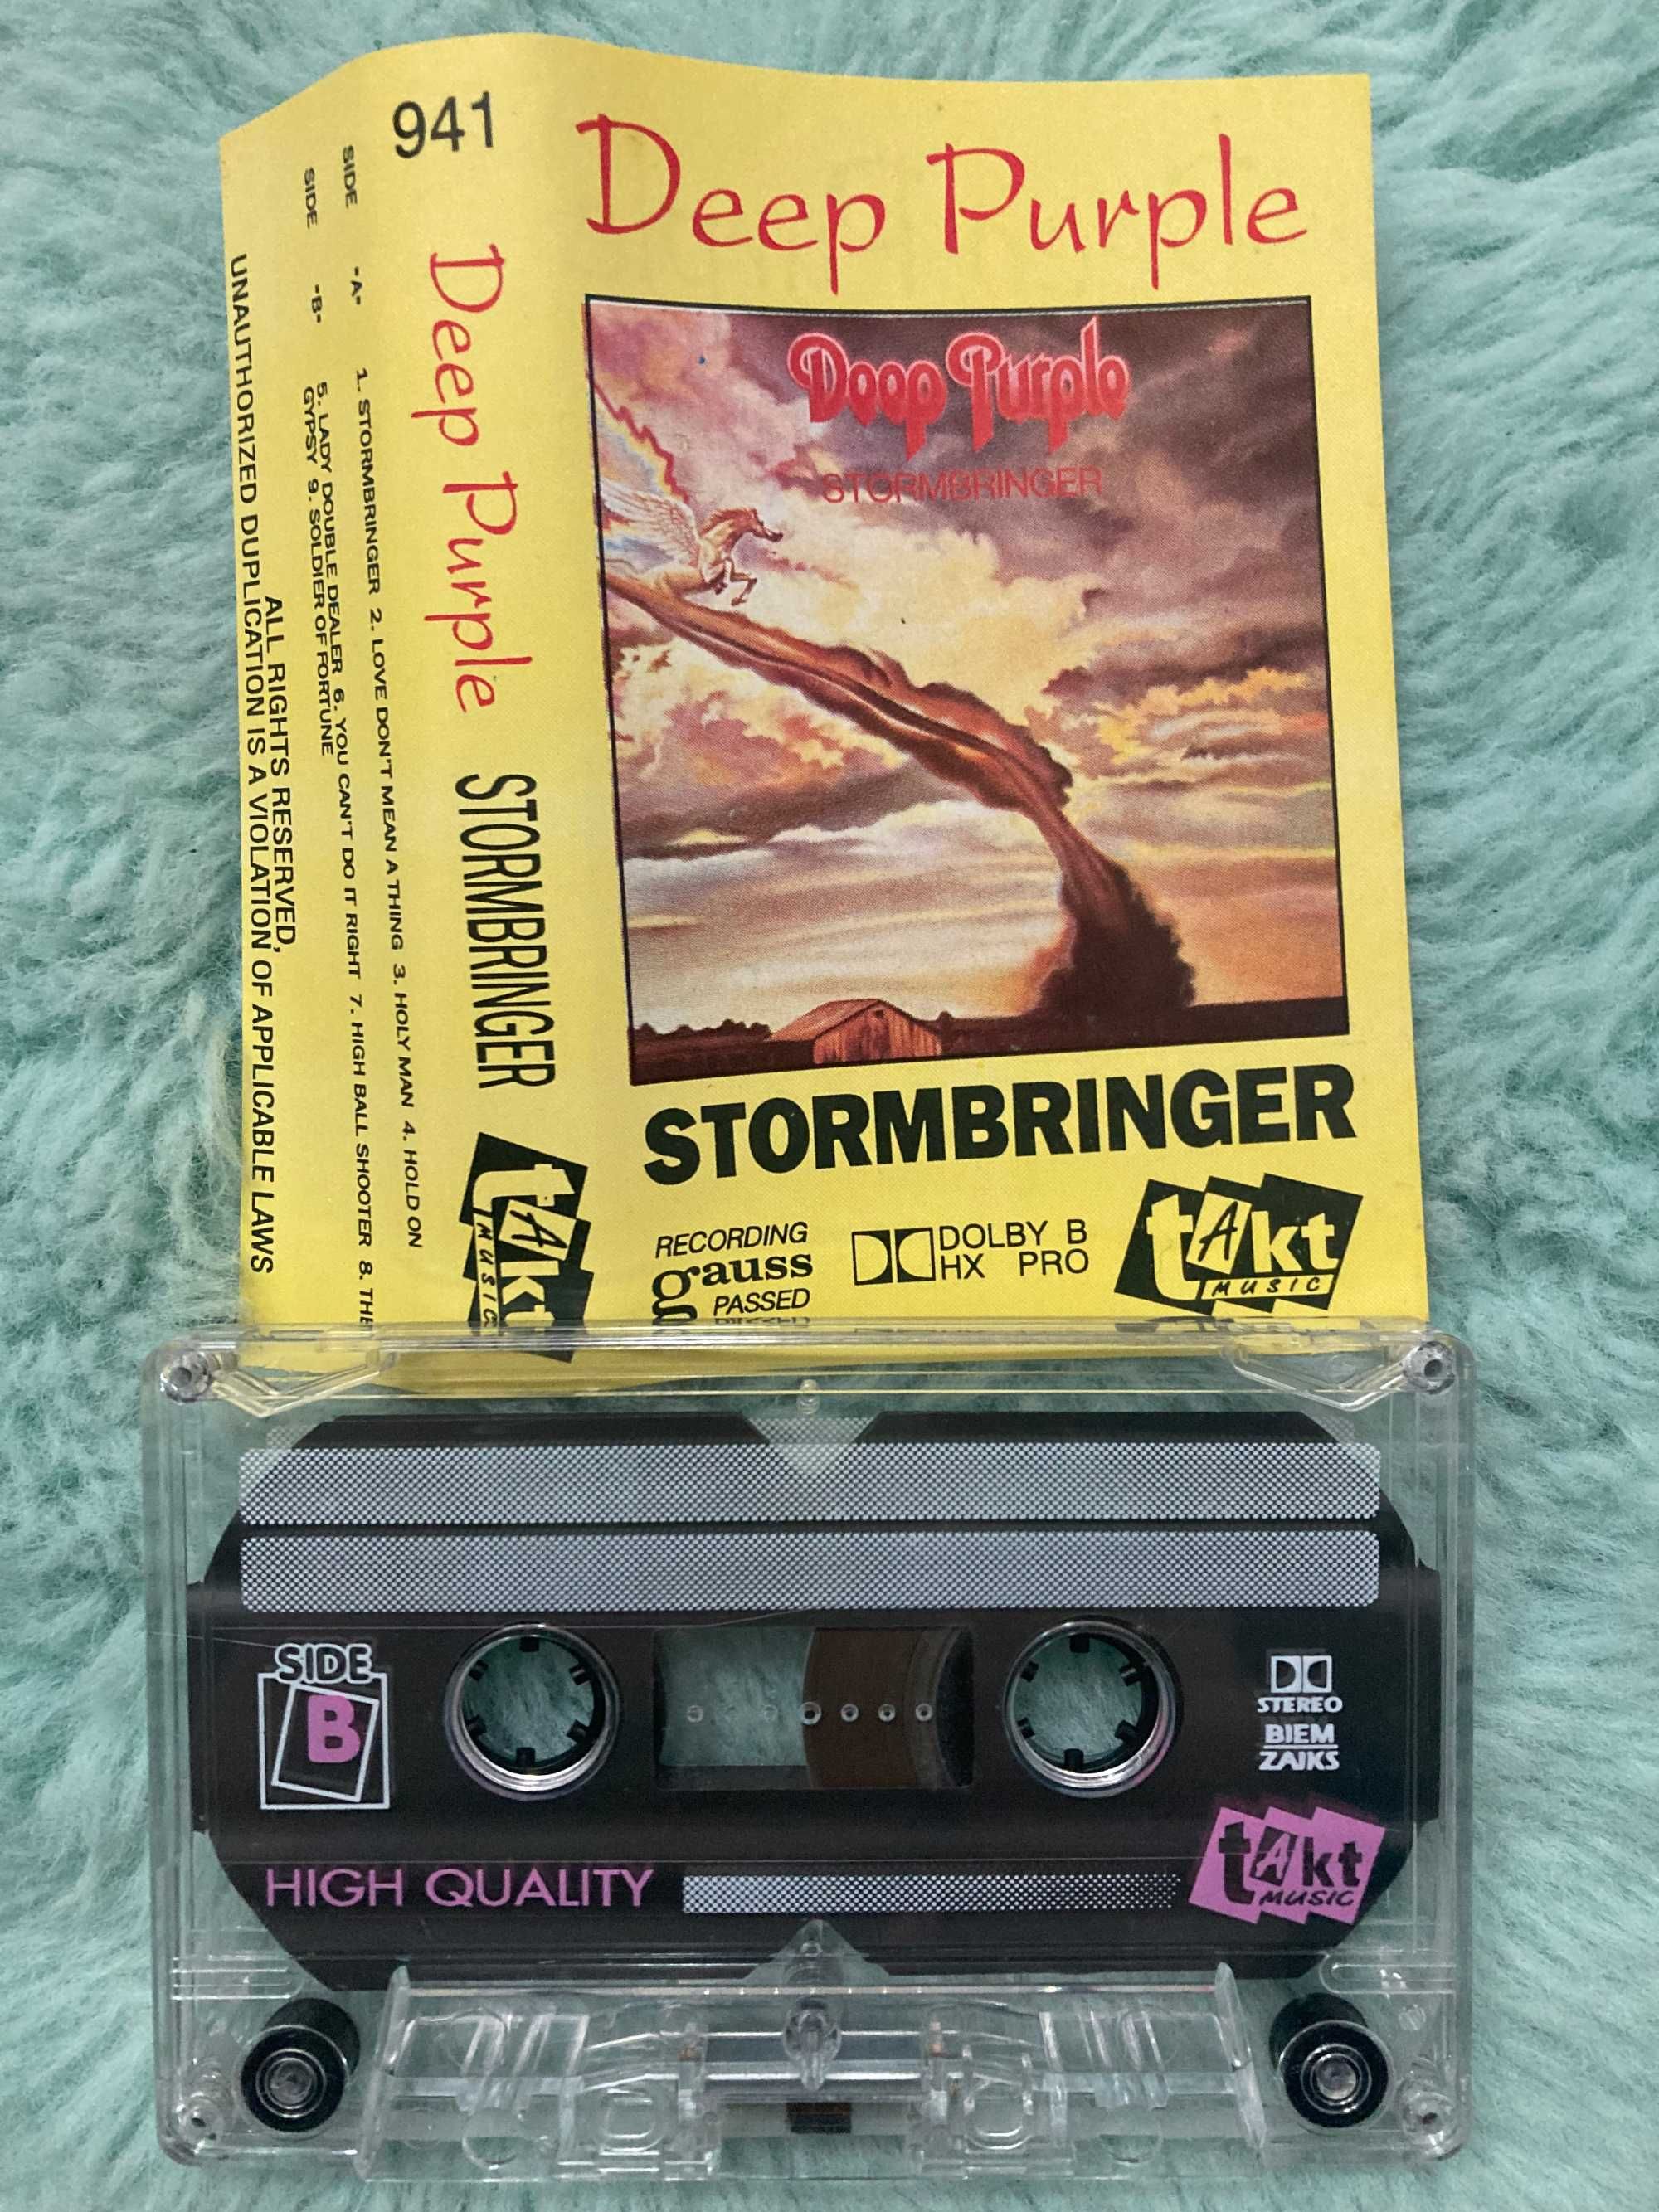 941
Deep Purple
Deep Purple
STORMBRINGER
STORMBRINGER
RECORDING
gauss
PASSED
DOLBY B
HX PRO
tAkt
MUSIC
Deep Purple STORMBRINGER
tAkt
MUSIC
SIDE "A" 1. STORMBRINGER 2. LOVE DON'T MEAN A THING 3. HOLY MAN 4. HOLD ON
SIDE "B" 5. LADY DOUBLE DEALER 6. YOU CAN'T DO IT RIGHT 7. HIGH BALL SHOOTER 8. THE
GYPSY 9. SOLDIER OF FORTUNE
ALL RIGHTS RESERVED,
UNAUTHORIZED DUPLICATION IS A VIOLATION OF APPLICABLE LAWS
SIDE
B
STEREO
BIEM
ZAIKS
HIGH QUALITY
tAkt
MUSIC